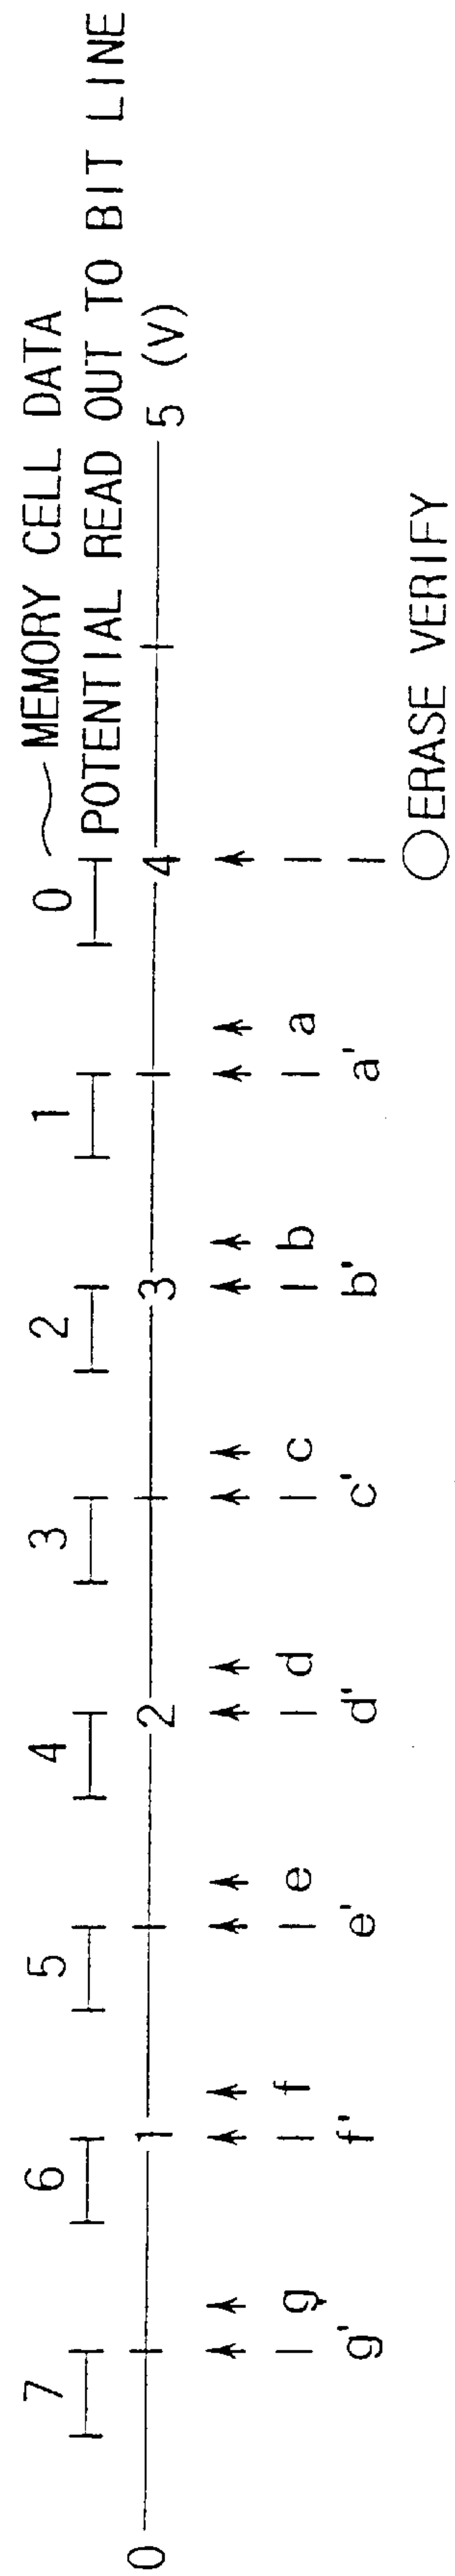 MEMORY CELL DATA
7 6 5 4 3 2 1 0
POTENTIAL READ OUT TO BIT LINE
0 1 2 3 4 5 (V)
g f e d c b a
g' f' e' d' c' b' a'
ERASE VERIFY